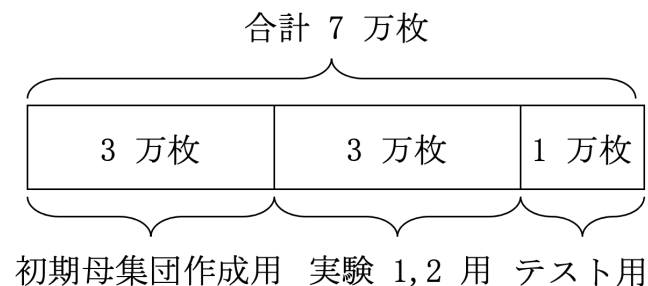 合計 7 万枚
3 万枚 3 万枚 1 万枚
初期母集団作成用 実験 1,2 用 テスト用